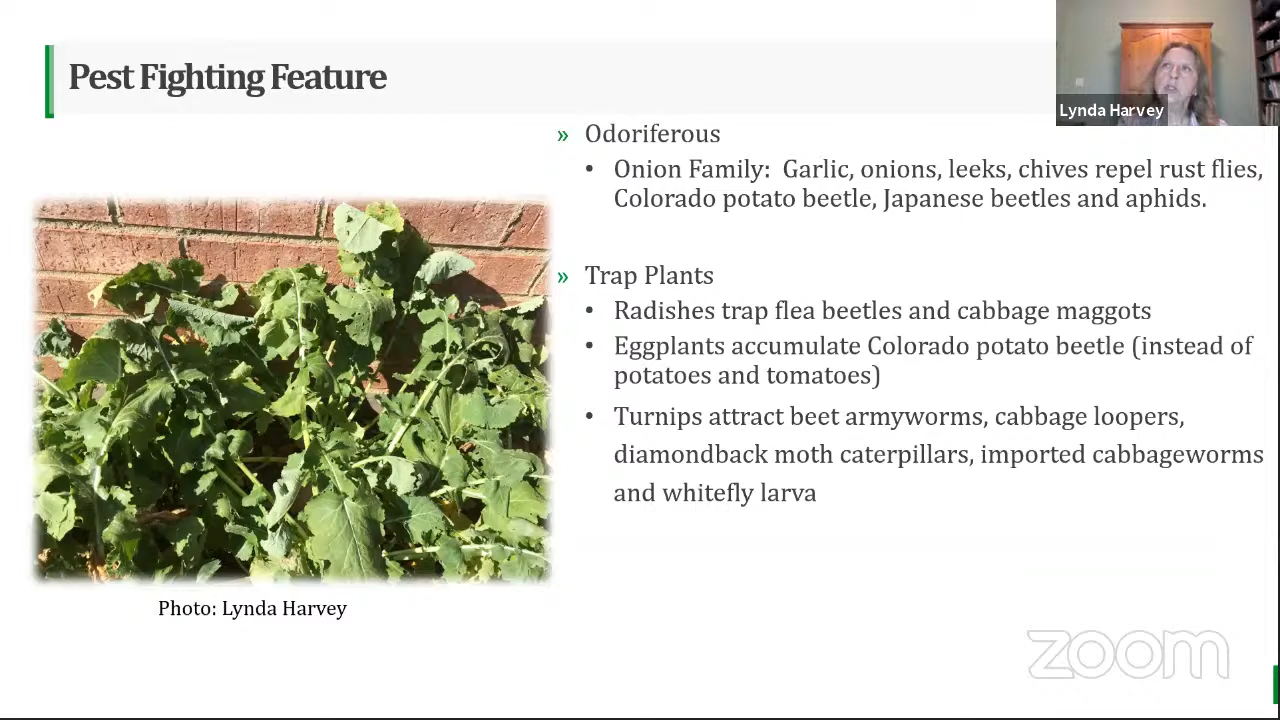 Pest Fighting Feature
Lynda Harvey
» Odoriferous
• Onion Family:  Garlic, onions, leeks, chives repel rust flies,
Colorado potato beetle, Japanese beetles and aphids.
» Trap Plants
• Radishes trap flea beetles and cabbage maggots
• Eggplants accumulate Colorado potato beetle (instead of
potatoes and tomatoes)
• Turnips attract beet armyworms, cabbage loopers,
diamondback moth caterpillars, imported cabbageworms
and whitefly larva
Photo: Lynda Harvey
zoom